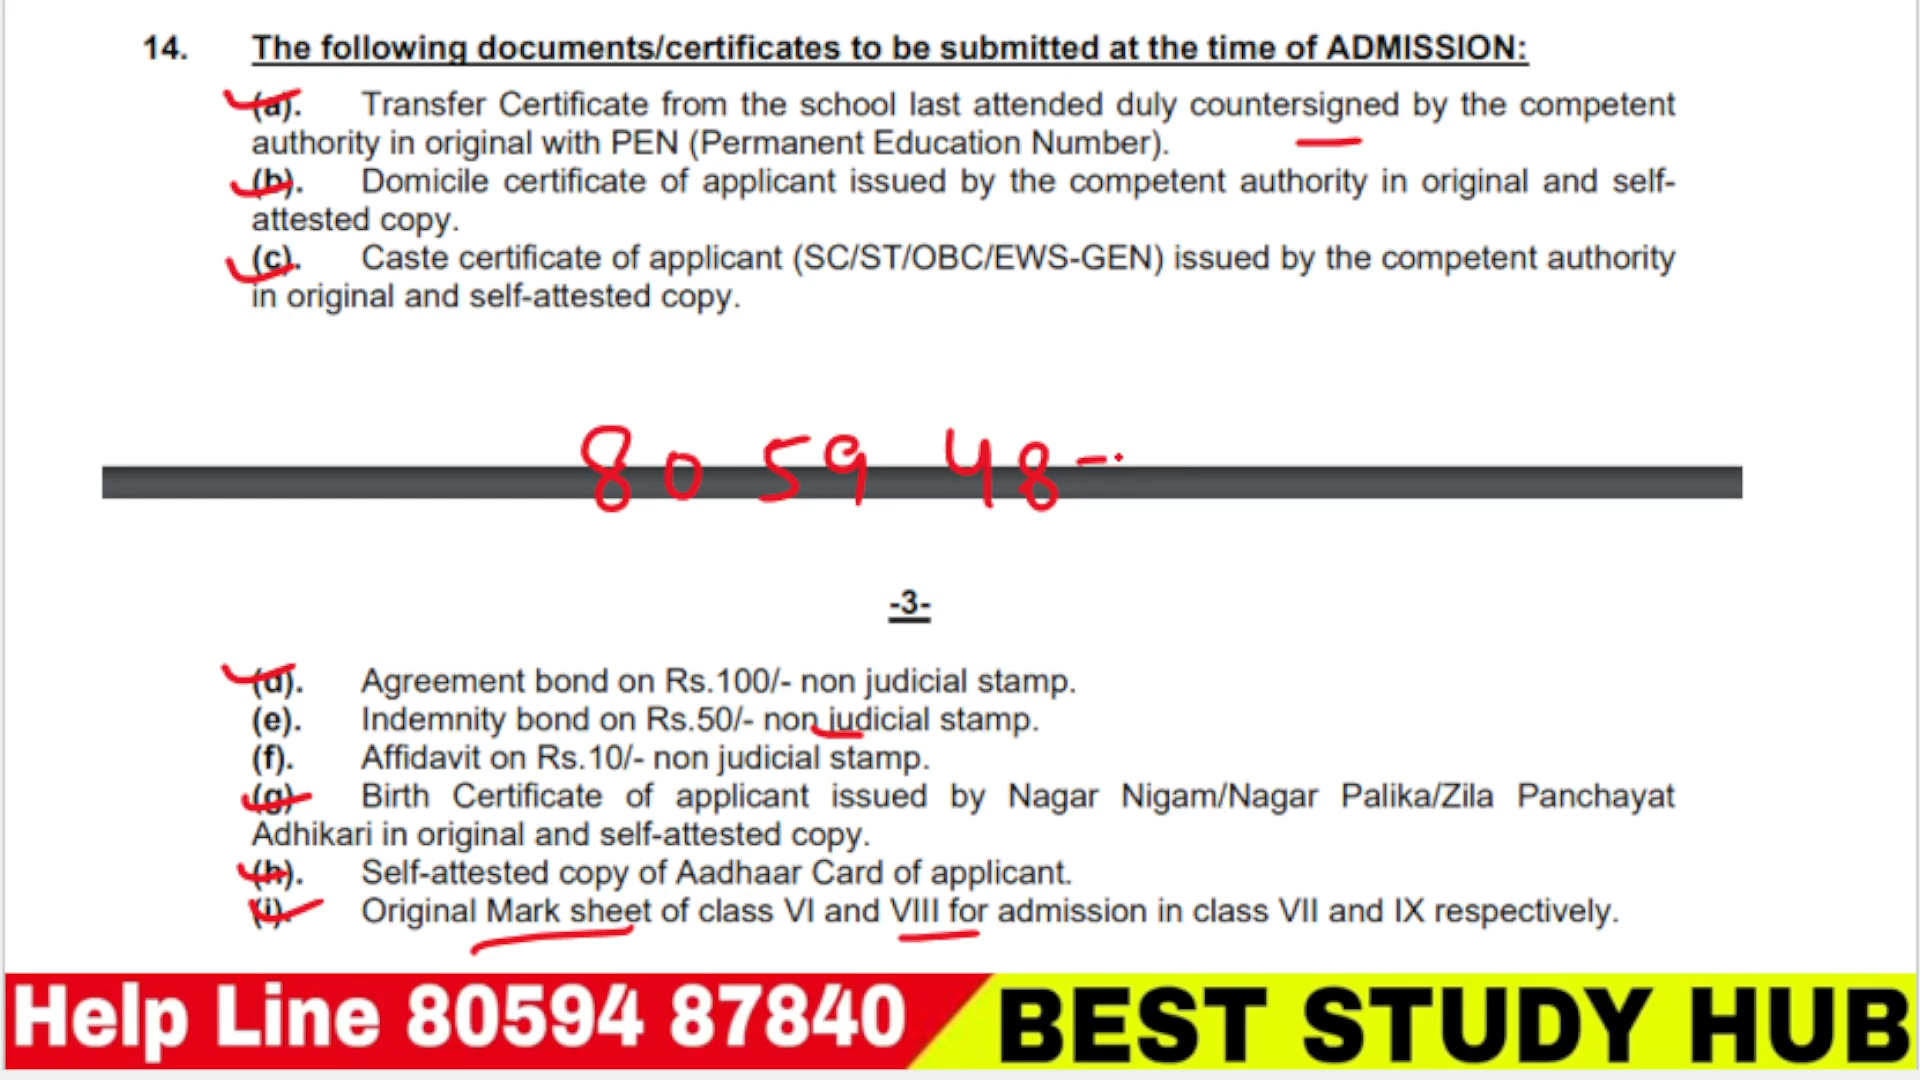 14. The following documents/certificates to be submitted at the time of ADMISSION:
(a). Transfer Certificate from the school last attended duly countersigned by the competent
authority in original with PEN (Permanent Education Number).
(b). Domicile certificate of applicant issued by the competent authority in original and self-
attested copy.
(c). Caste certificate of applicant (SC/ST/OBC/EWS-GEN) issued by the competent authority
in original and self-attested copy.
80 59 48-
-3-
(d). Agreement bond on Rs.100/- non judicial stamp.
(e). Indemnity bond on Rs.50/- non judicial stamp.
(f). Affidavit on Rs.10/- non judicial stamp.
(g) Birth Certificate of applicant issued by Nagar Nigam/Nagar Palika/Zila Panchayat
Adhikari in original and self-attested copy.
(h). Self-attested copy of Aadhaar Card of applicant.
(i). Original Mark sheet of class VI and VIII for admission in class VII and IX respectively.
Help Line 80594 87840 BEST STUDY HUB